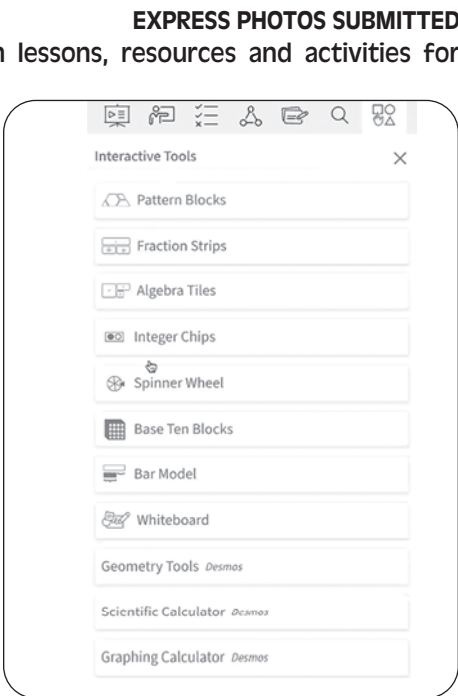 EXPRESS PHOTOS SUBMITTED
lessons, resources and activities for
Interactive Tools
Pattern Blocks
Fraction Strips
Algebra Tiles
Integer Chips
Spinner Wheel
Base Ten Blocks
Bar Model
Whiteboard
Geometry Tools Desmos
Scientific Calculator Desmos
Graphing Calculator Desmos